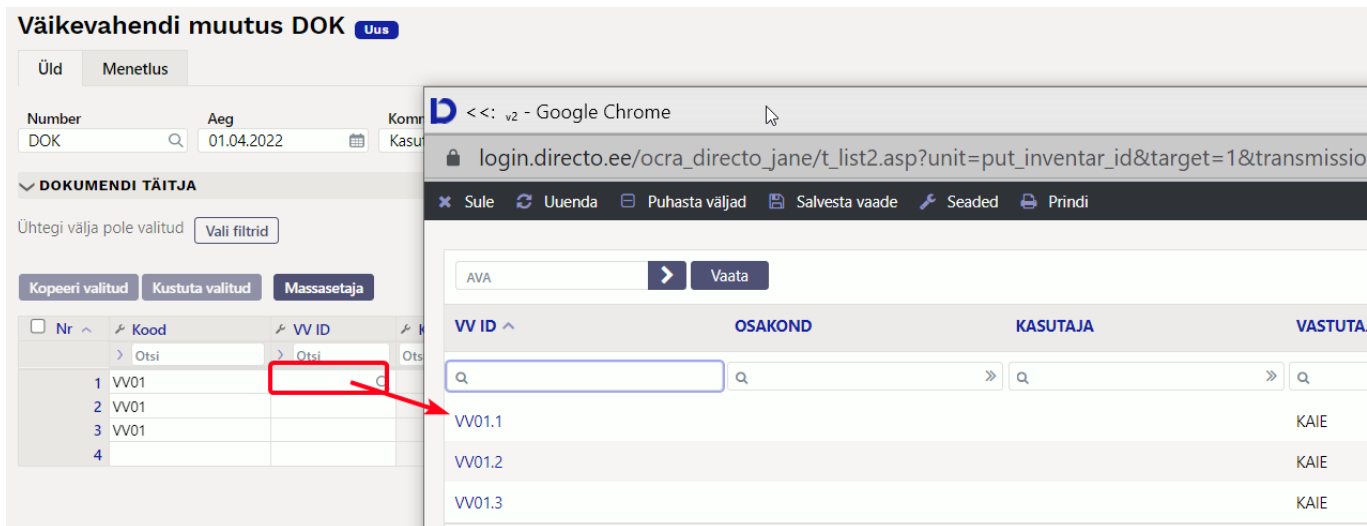 Väikevahendi muutus DOK Uus
Üld Menetlus
Number Aeg
DOK 01.04.2022
DOKUMENDI TÄITJA
Ühtegi välja pole valitud Vali filtrid
Kopeeri valitud Kustuta valitud Massasetaja
Nr Kood VV ID
> Otsi > Otsi
1 VV01
2 VV01
3 VV01
4
<<: v2 - Google Chrome
login.directo.ee/ocra_directo_jane/t_list2.asp?unit=put_inventar_id&target=1&transmissio
Sule Uuenda Puhasta väljad Salvesta vaade Seaded Prindi
AVA Vaata
VV ID OSAKOND KASUTAJA VASTUTA
VV01.1 KAIE
VV01.2 KAIE
VV01.3 KAIE